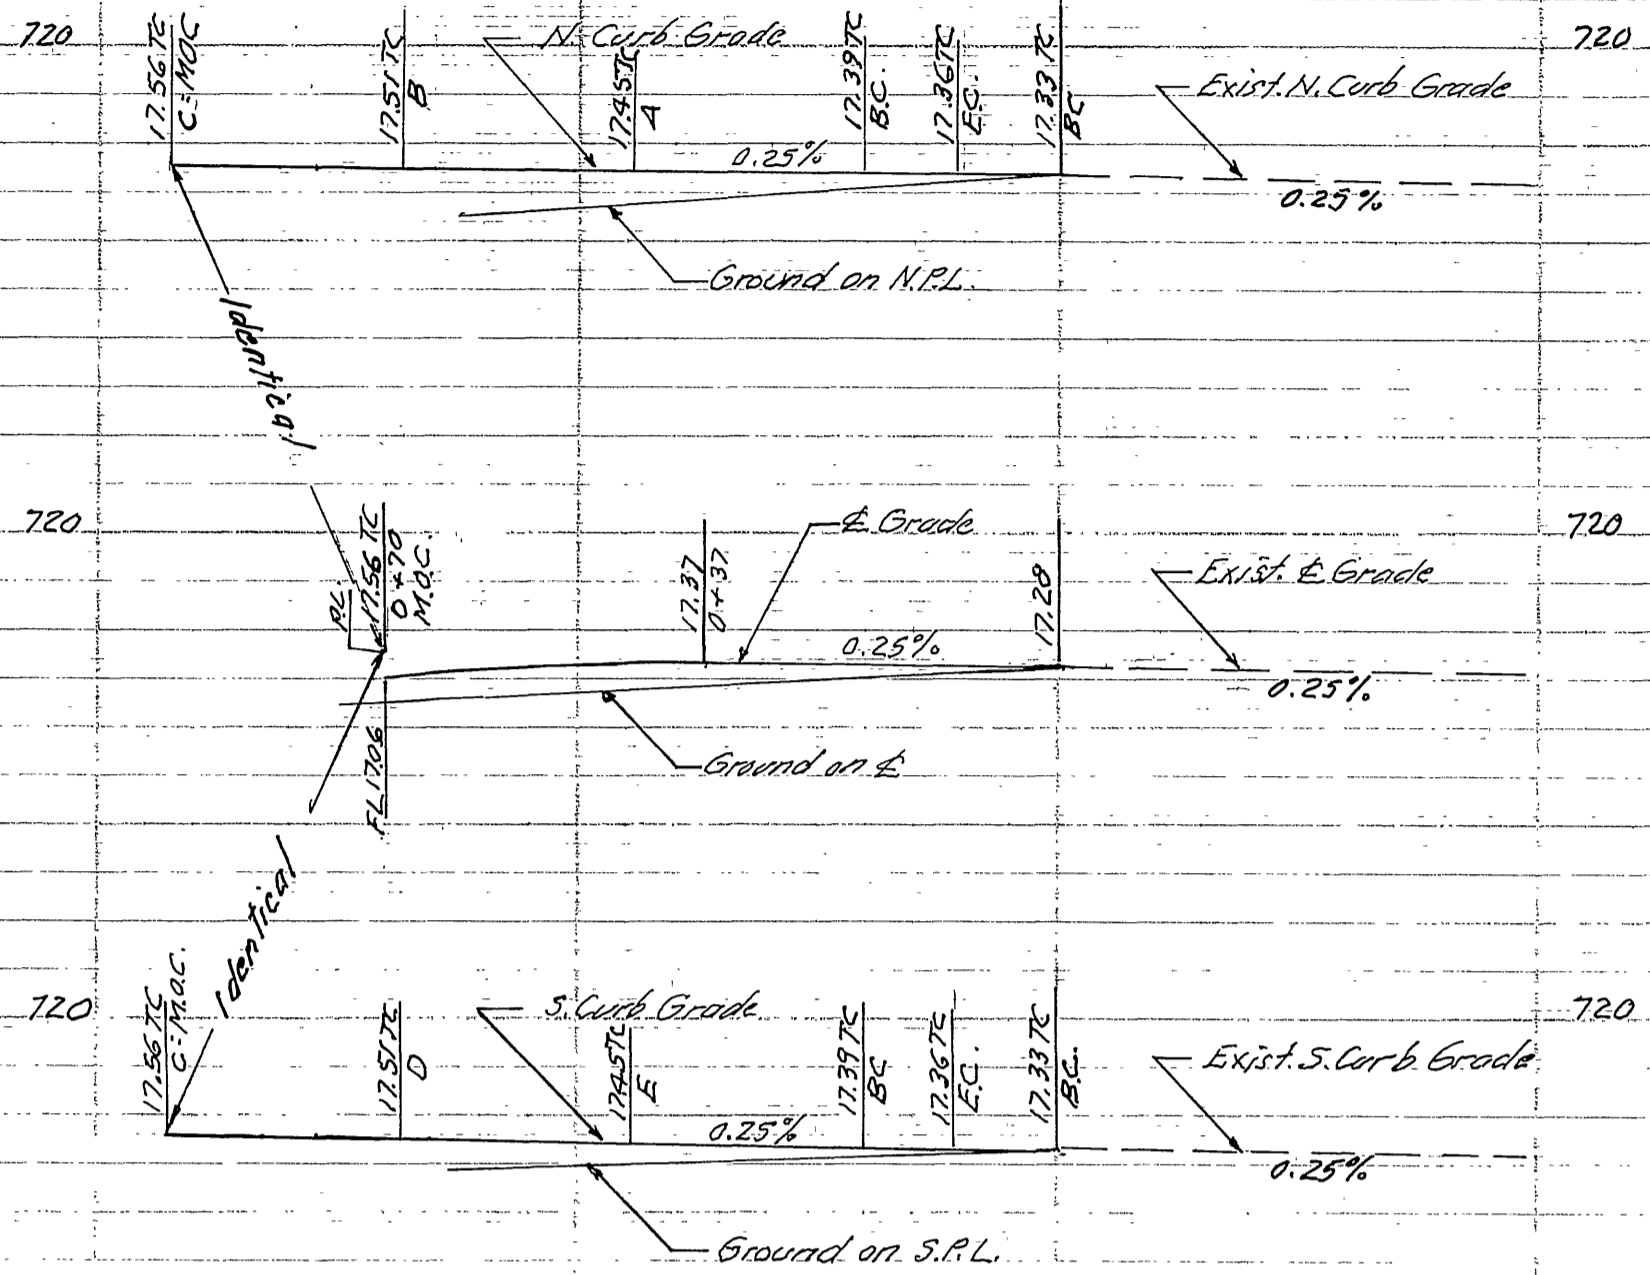 720
17.56 TC
C=MOC
17.51 TC
B
N. Curb Grade
17.45 TC
A
17.39 TC
B.C.
17.36 TC
E.C.
17.33 TC
BC
Exist. N. Curb Grade
720
0.25%
0.25%
Ground on N.P.L.
Identical
720
P.L.
17.56 TC
0+70
M.O.C.
17.37
0+37
℄ Grade
17.28
Exist. ℄ Grade
720
0.25%
0.25%
FL 17.06
Ground on ℄
Identical
720
17.56 TC
C=M.O.C.
17.51 TC
D
S. Curb Grade
17.45 TC
E
17.39 TC
BC
17.36 TC
E.C.
17.33 TC
B.C.
Exist. S. Curb Grade
720
0.25%
0.25%
Ground on S.P.L.